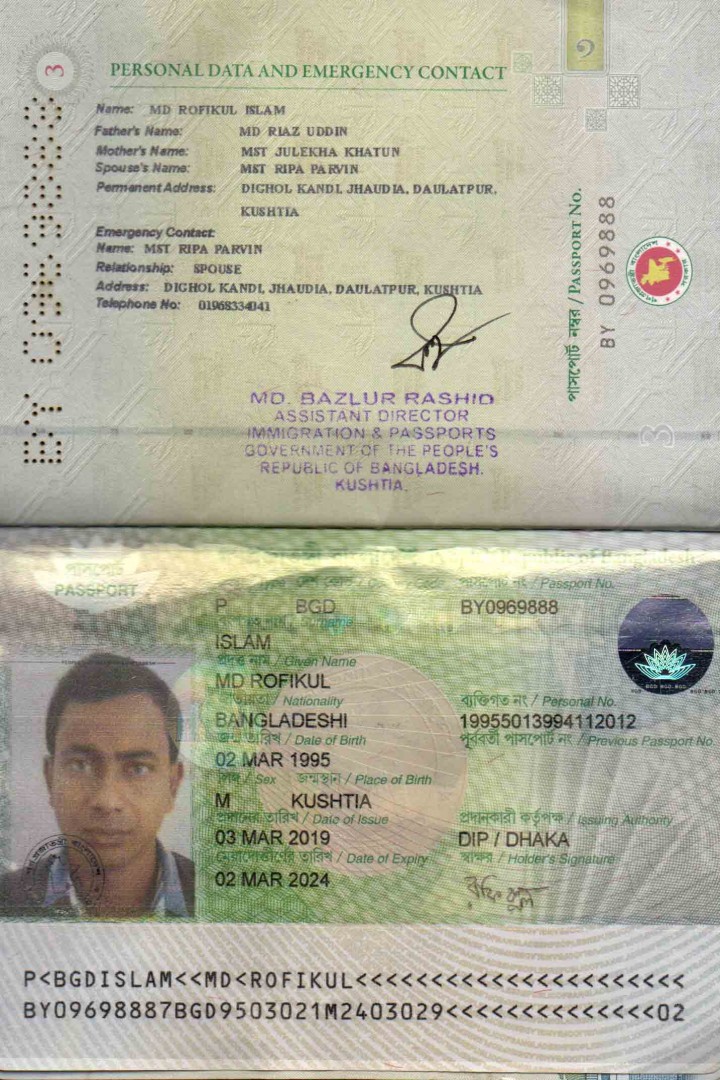 3
PERSONAL DATA AND EMERGENCY CONTACT
Name: MD ROFIKUL ISLAM
Father's Name: MD RIAZ UDDIN
Mother's Name: MST JULEKHA KHATUN
Spouse's Name: MST RIPA PARVIN
Permanent Address: DIGHOL KANDI, JHAUDIA, DAULATPUR,
KUSHTIA
Emergency Contact:
Name: MST RIPA PARVIN
Relationship: SPOUSE
Address: DIGHOL KANDI, JHAUDIA, DAULATPUR, KUSHTIA
Telephone No: 01968334041
MD. BAZLUR RASHID
ASSISTANT DIRECTOR
IMMIGRATION & PASSPORTS
GOVERNMENT OF THE PEOPLE'S
REPUBLIC OF BANGLADESH.
KUSHTIA.
পাসপোর্ট নম্বর / PASSPORT No.
BY 0969888
পাসপোর্ট
PASSPORT
Republic of Bangladesh
পাসপোর্ট নং / Passport No.
P BGD BY0969888
ISLAM
প্রদত্ত নাম / Given Name
MD ROFIKUL
জাতীয়তা / Nationality ব্যক্তিগত নং / Personal No.
BANGLADESHI 19955013994112012
জন্ম তারিখ / Date of Birth পূর্ববর্তী পাসপোর্ট নং / Previous Passport No
02 MAR 1995
লিঙ্গ / Sex জন্মস্থান / Place of Birth
M KUSHTIA
প্রদানের তারিখ / Date of Issue প্রদানকারী কর্তৃপক্ষ / Issuing Authority
03 MAR 2019 DIP / DHAKA
মেয়াদোত্তীর্ণের তারিখ / Date of Expiry স্বাক্ষর / Holder's Signature
02 MAR 2024
P<BGDISLAM<<MD<ROFIKUL<<<<<<<<<<<<<<<<<<<<<<
BY09698887BGD9503021M2403029<<<<<<<<<<<<<<02